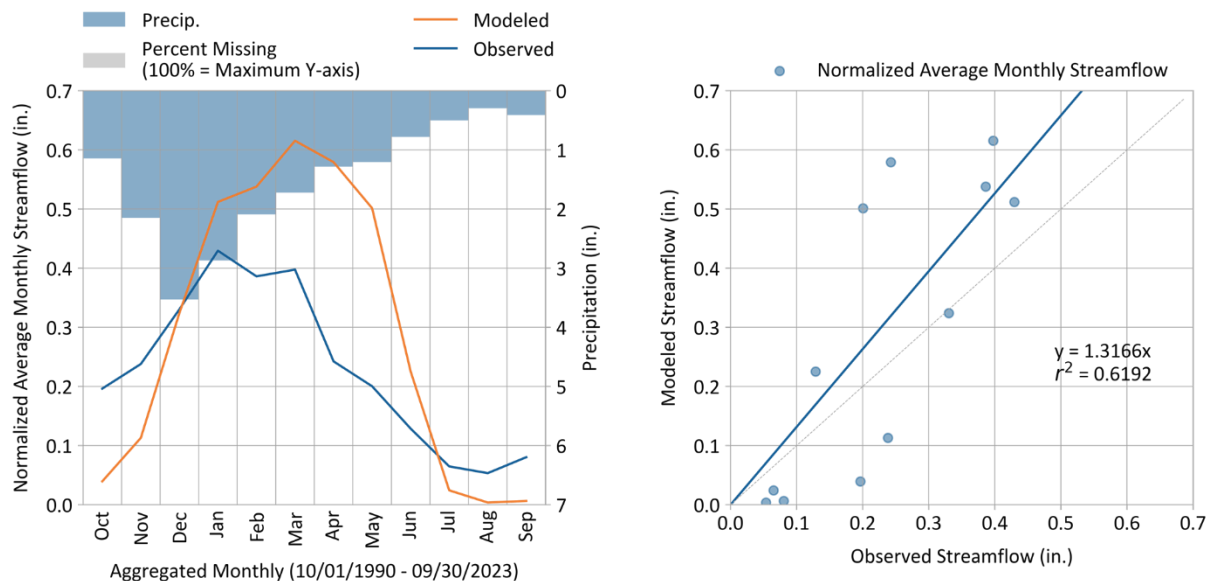 Precip.
Percent Missing
(100% = Maximum Y-axis)
Modeled
Observed
Normalized Average Monthly Streamflow (in.)
0.7
0.6
0.5
0.4
0.3
0.2
0.1
0.0
0
1
2
3
4
5
6
7
Precipitation (in.)
Oct
Nov
Dec
Jan
Feb
Mar
Apr
May
Jun
Jul
Aug
Sep
Aggregated Monthly (10/01/1990 - 09/30/2023)
Normalized Average Monthly Streamflow
Modeled Streamflow (in.)
0.7
0.6
0.5
0.4
0.3
0.2
0.1
0.0
y = 1.3166x
r² = 0.6192
0.0 0.1 0.2 0.3 0.4 0.5 0.6 0.7
Observed Streamflow (in.)